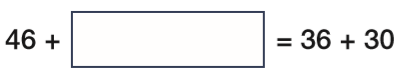 46 + = 36 + 30